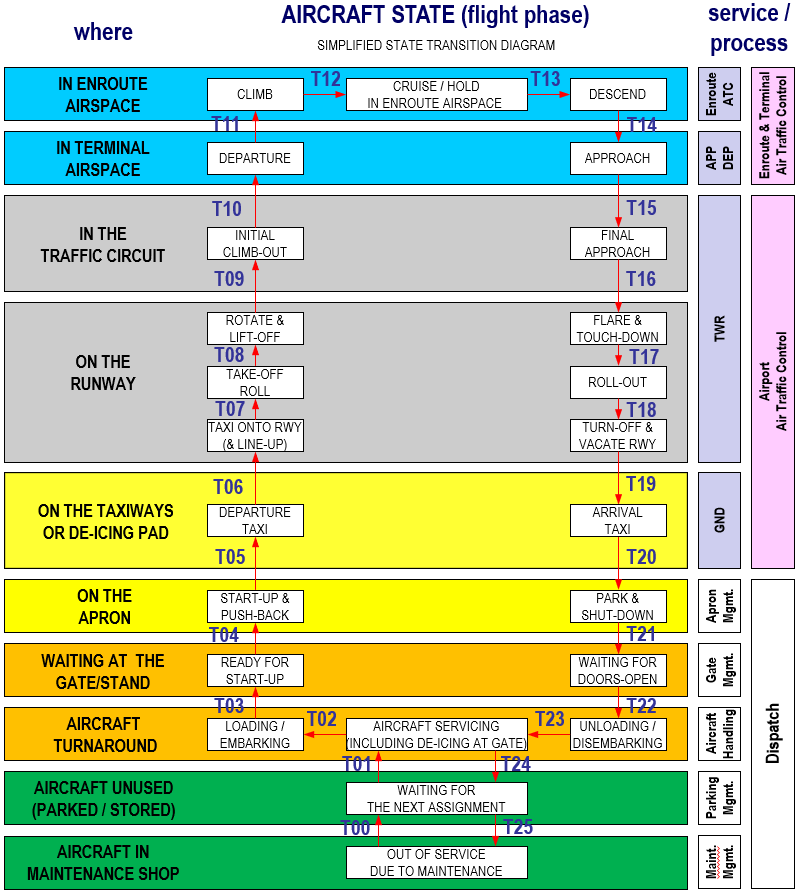 AIRCRAFT STATE (flight phase)
where
SIMPLIFIED STATE TRANSITION DIAGRAM
service /
process
IN ENROUTE
AIRSPACE
CLIMB
T12
CRUISE / HOLD
IN ENROUTE AIRSPACE
T13
DESCEND
Enroute
ATC
Enroute & Terminal
Air Traffic Control
T11
T14
IN TERMINAL
AIRSPACE
DEPARTURE
APPROACH
APP
DEP
T10
T15
IN THE
TRAFFIC CIRCUIT
INITIAL
CLIMB-OUT
FINAL
APPROACH
T09
T16
TWR
Airport
Air Traffic Control
ON THE
RUNWAY
ROTATE &
LIFT-OFF
FLARE &
TOUCH-DOWN
T08
T17
TAKE-OFF
ROLL
ROLL-OUT
T07
T18
TAXI ONTO RWY
(& LINE-UP)
TURN-OFF &
VACATE RWY
T06
T19
ON THE TAXIWAYS
OR DE-ICING PAD
DEPARTURE
TAXI
ARRIVAL
TAXI
GND
T05
T20
ON THE
APRON
START-UP &
PUSH-BACK
PARK &
SHUT-DOWN
Apron
Mgmt.
T04
T21
WAITING AT THE
GATE/STAND
READY FOR
START-UP
WAITING FOR
DOORS-OPEN
Gate
Mgmt.
T03
T22
AIRCRAFT
TURNAROUND
LOADING /
EMBARKING
T02
AIRCRAFT SERVICING
(INCLUDING DE-ICING AT GATE)
T23
UNLOADING /
DISEMBARKING
Aircraft
Handling
Dispatch
T01
T24
AIRCRAFT UNUSED
(PARKED / STORED)
WAITING FOR
THE NEXT ASSIGNMENT
Parking
Mgmt.
T00
T25
AIRCRAFT IN
MAINTENANCE SHOP
OUT OF SERVICE
DUE TO MAINTENANCE
Maint.
Mgmt.